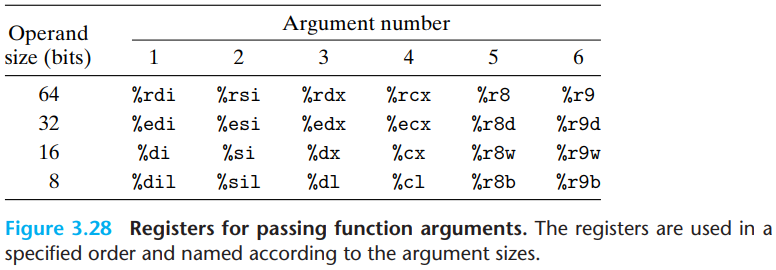 Argument number
Operand
size (bits) 1 2 3 4 5 6
64 %rdi %rsi %rdx %rcx %r8 %r9
32 %edi %esi %edx %ecx %r8d %r9d
16 %di %si %dx %cx %r8w %r9w
8 %dil %sil %dl %cl %r8b %r9b
Figure 3.28 Registers for passing function arguments. The registers are used in a
specified order and named according to the argument sizes.